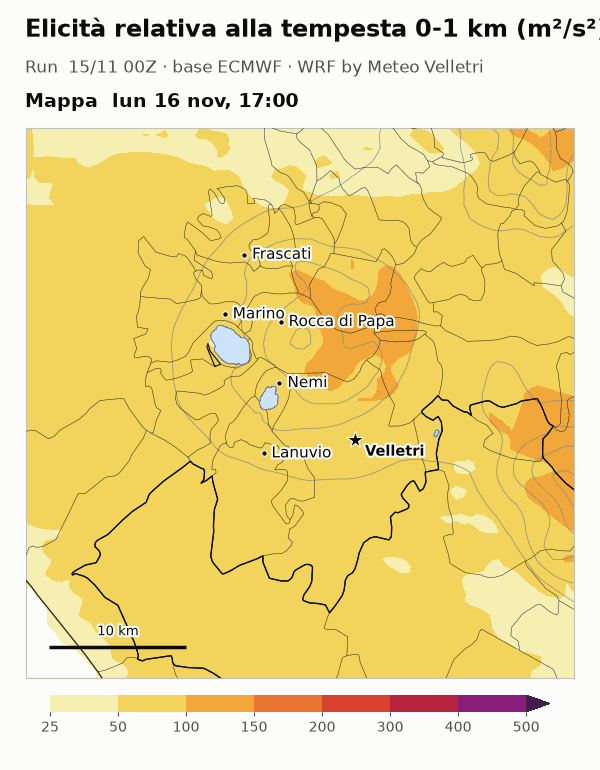 Elicità relativa alla tempesta 0-1 km (m²/s²)
Run  15/11 00Z · base ECMWF · WRF by Meteo Velletri
Mappa  lun 16 nov, 17:00
Frascati
Marino
Rocca di Papa
Nemi
Velletri
Lanuvio
10 km
25 50 100 150 200 300 400 500